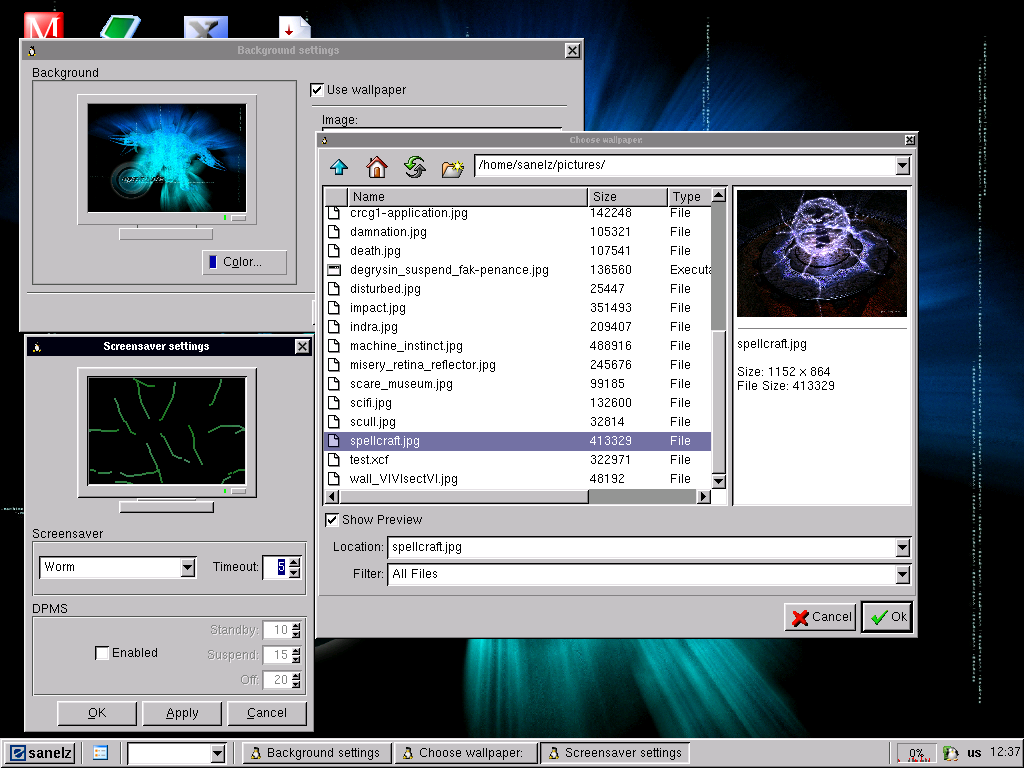 M
X
Background settings
Background
Use wallpaper
Image:
Color...
Choose wallpaper:
/home/sanelz/pictures/
Name Size Type
crcg1-application.jpg 142248 File
damnation.jpg 105321 File
death.jpg 107541 File
degrysin_suspend_fak-penance.jpg 136560 Executa
disturbed.jpg 25447 File
impact.jpg 351493 File
indra.jpg 209407 File
machine_instinct.jpg 488916 File
misery_retina_reflector.jpg 245676 File
scare_museum.jpg 99185 File
scifi.jpg 132600 File
scull.jpg 32814 File
spellcraft.jpg 413329 File
test.xcf 322971 File
wall_VIVIsectVI.jpg 48192 File
spellcraft.jpg
Size: 1152 x 864
File Size: 413329
Show Preview
Location: spellcraft.jpg
Filter: All Files
Cancel Ok
Screensaver settings
Screensaver
Worm Timeout: 5
DPMS
Enabled
Standby: 10
Suspend: 15
Off: 20
OK Apply Cancel
sanelz Background settings Choose wallpaper: Screensaver settings 0% us 12:37